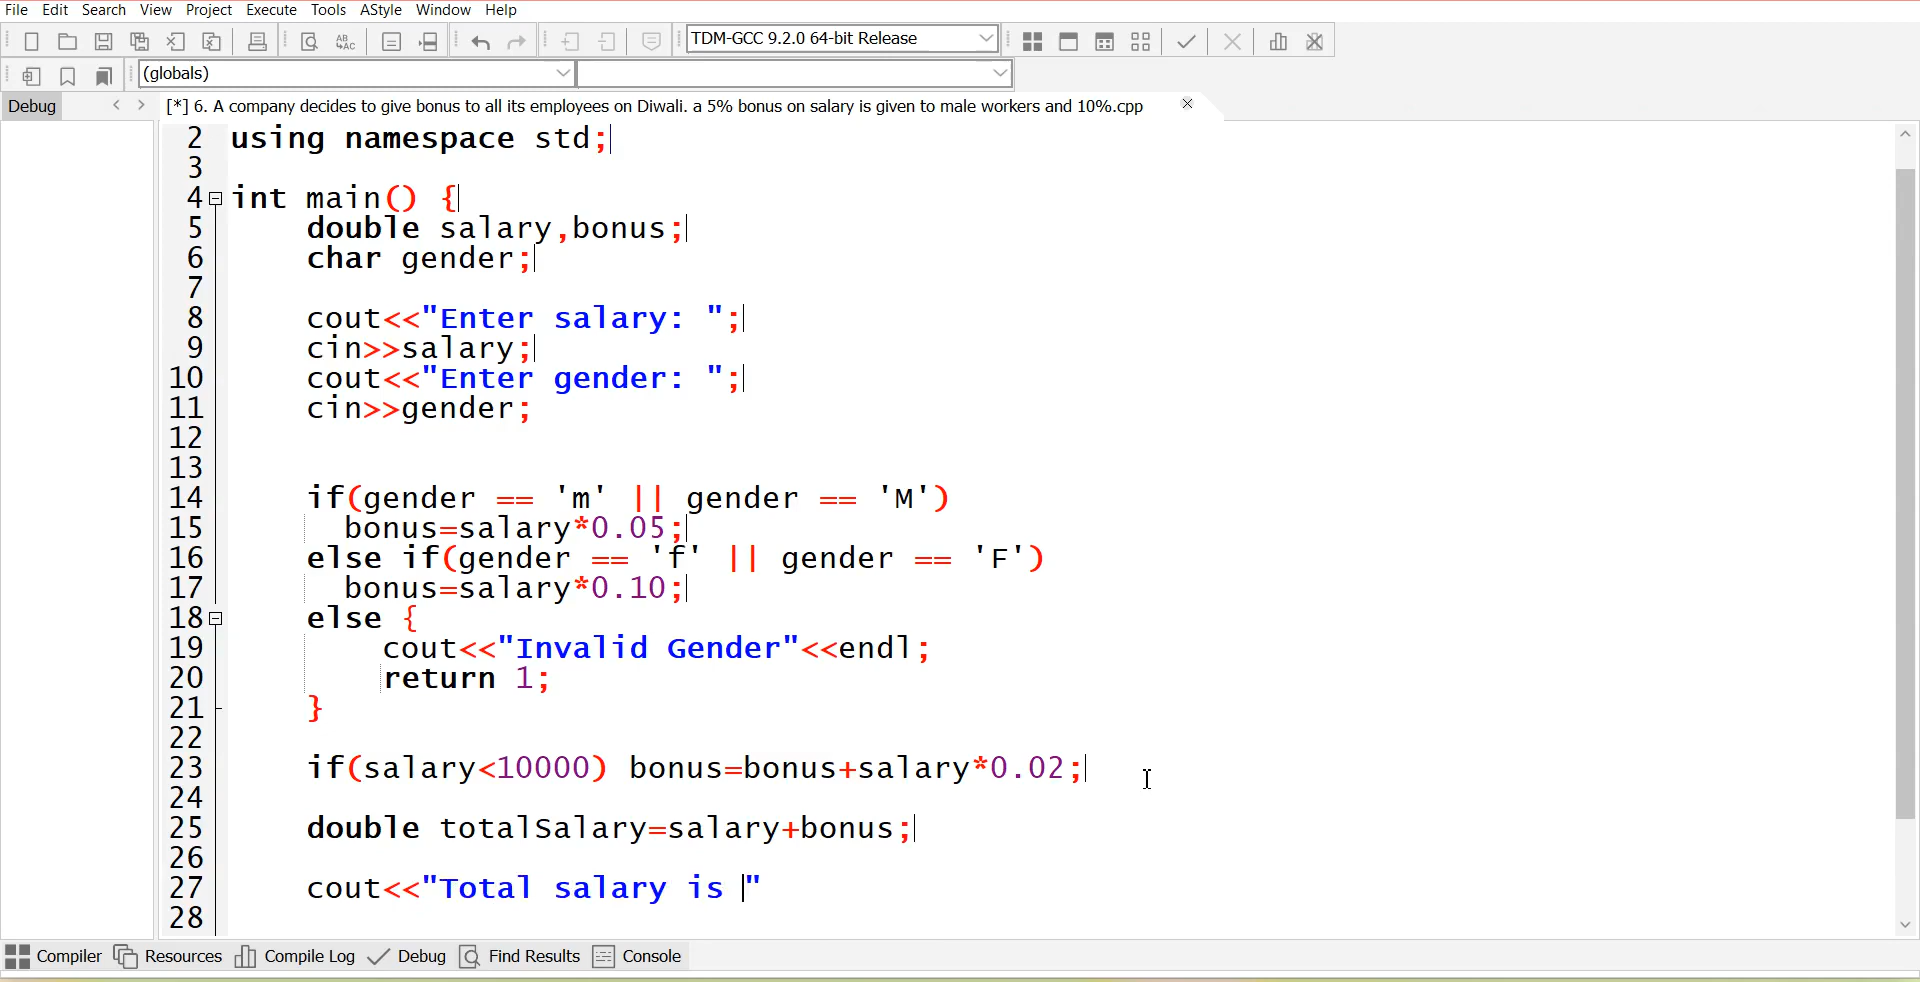 File Edit Search View Project Execute Tools AStyle Window Help
TDM-GCC 9.2.0 64-bit Release
(globals)
Debug
[*] 6. A company decides to give bonus to all its employees on Diwali. a 5% bonus on salary is given to male workers and 10%.cpp
2 using namespace std;
3
4 int main() {
5 double salary,bonus;
6 char gender;
7
8 cout<<"Enter salary: ";
9 cin>>salary;
10 cout<<"Enter gender: ";
11 cin>>gender;
12
13
14 if(gender == 'm' || gender == 'M')
15 bonus=salary*0.05;
16 else if(gender == 'f' || gender == 'F')
17 bonus=salary*0.10;
18 else {
19 cout<<"Invalid Gender"<<endl;
20 return 1;
21 }
22
23 if(salary<10000) bonus=bonus+salary*0.02;
24
25 double totalSalary=salary+bonus;
26
27 cout<<"Total salary is "
28
Compiler Resources Compile Log Debug Find Results Console